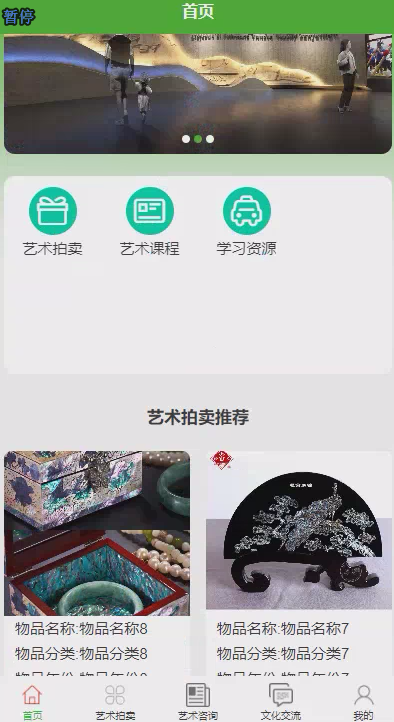 首页
暂停
艺术拍卖
艺术课程
学习资源
艺术拍卖推荐
物品名称:物品名称8
物品名称:物品名称7
物品分类:物品分类8
物品分类:物品分类7
首页
艺术拍卖
艺术咨询
文化交流
我的